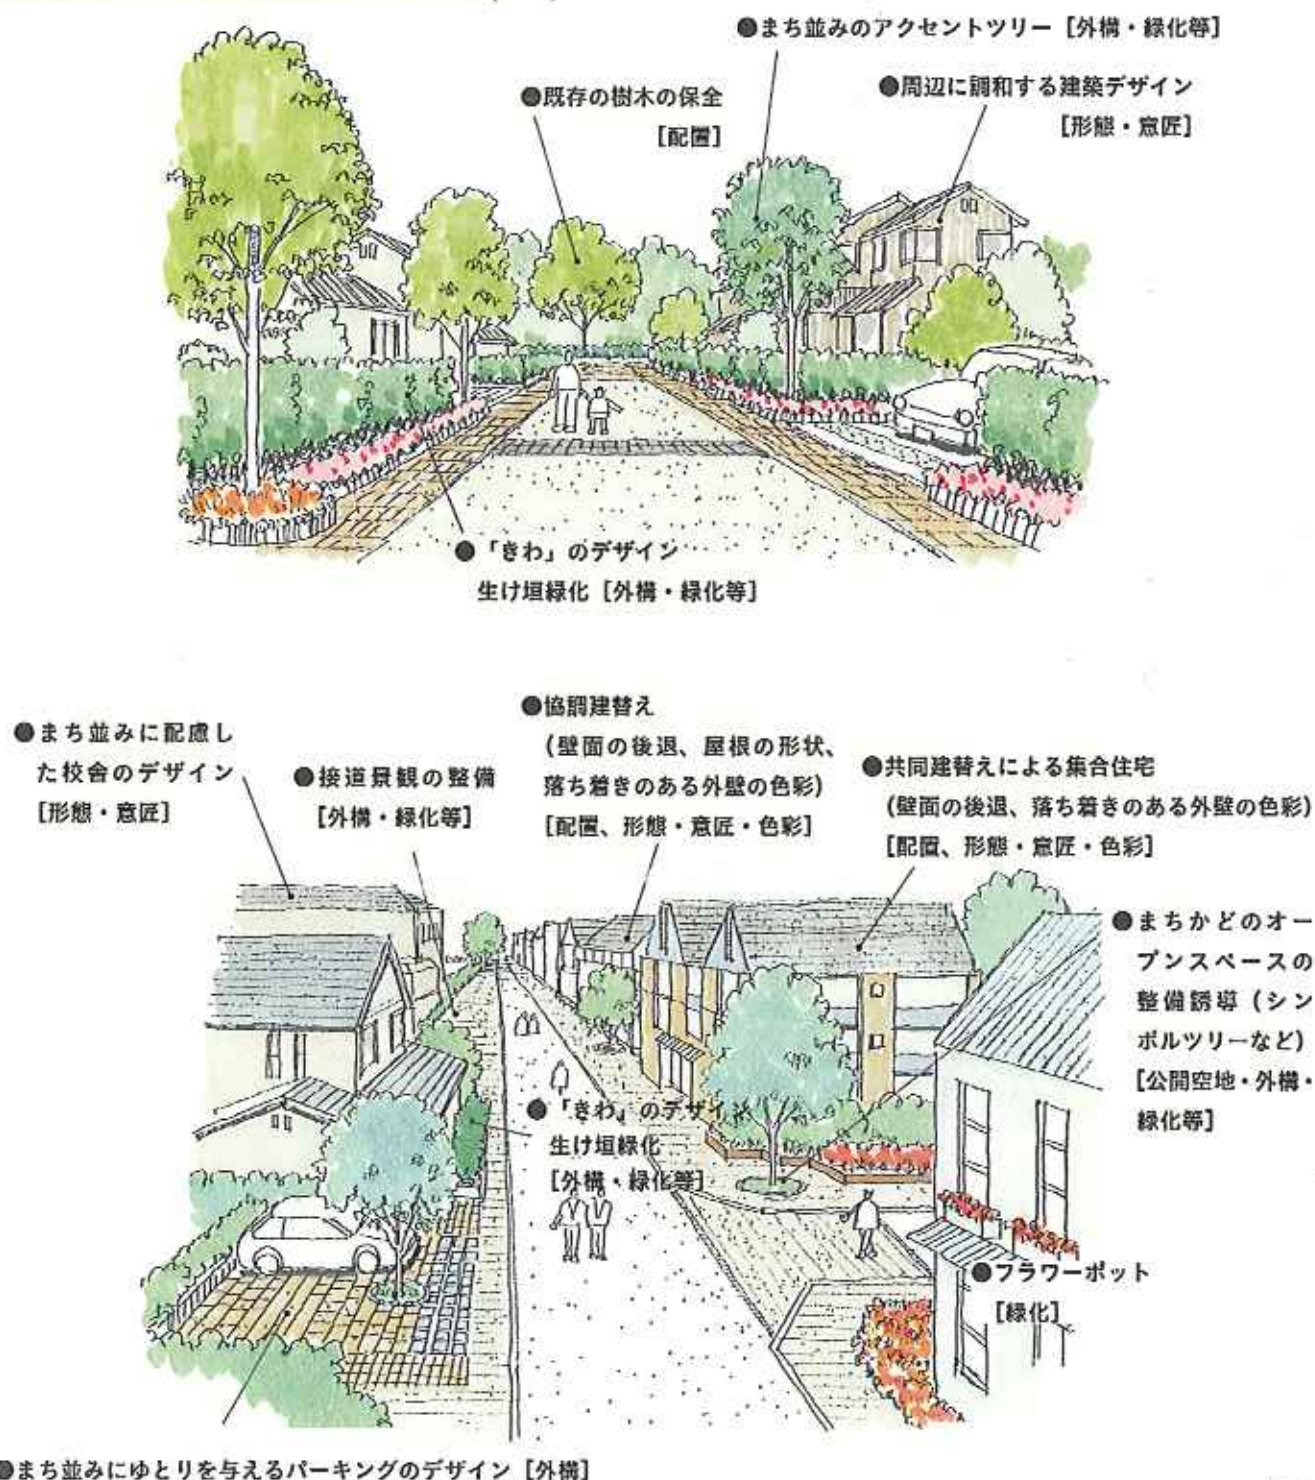 ●まち並みのアクセントツリー［外構・緑化等］
●周辺に調和する建築デザイン
［形態・意匠］
●既存の樹木の保全
［配置］
●「きわ」のデザイン
生け垣緑化［外構・緑化等］
●まち並みに配慮し
た校舎のデザイン
［形態・意匠］
●接道景観の整備
［外構・緑化等］
●協調建替え
（壁面の後退、屋根の形状、
落ち着きのある外壁の色彩）
［配置、形態・意匠・色彩］
●共同建替えによる集合住宅
（壁面の後退、落ち着きのある外壁の色彩）
［配置、形態・意匠・色彩］
●まちかどのオー
プンスペースの
整備誘導（シン
ボルツリーなど）
［公開空地・外構・
緑化等］
●「きわ」のデザイン
生け垣緑化
［外構・緑化等］
●フラワーポット
［緑化］
●まち並みにゆとりを与えるパーキングのデザイン［外構］